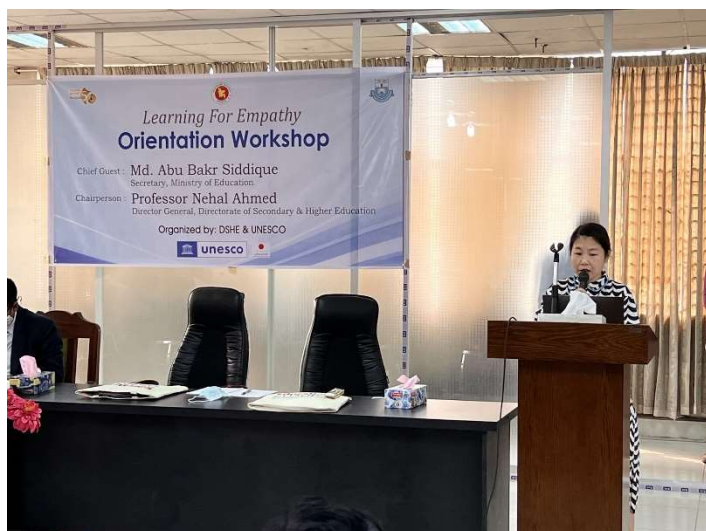 Learning For Empathy
Orientation Workshop
Chief Guest : Md. Abu Bakr Siddique
Secretary, Ministry of Education
Chairperson : Professor Nehal Ahmed
Director General, Directorate of Secondary & Higher Education
Organized by: DSHE & UNESCO
unesco